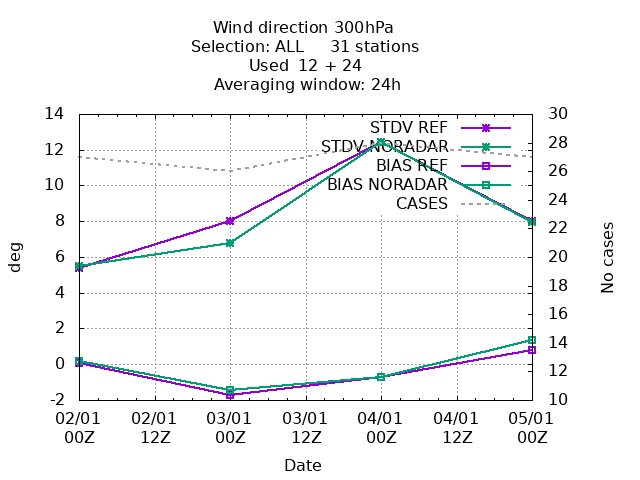 Wind direction 300hPa
Selection: ALL 31 stations
Used 12 + 24
Averaging window: 24h
14 30
STDV REF
12 28
STDV NORADAR
26
BIAS REF
10 BIAS NORADAR
24
CASES
8 22
6 20
deg
No cases
18
4
16
2
14
0
12
-2 10
02/01 02/01 03/01 03/01 04/01 04/01 05/01
00Z 12Z 00Z 12Z 00Z 12Z 00Z
Date